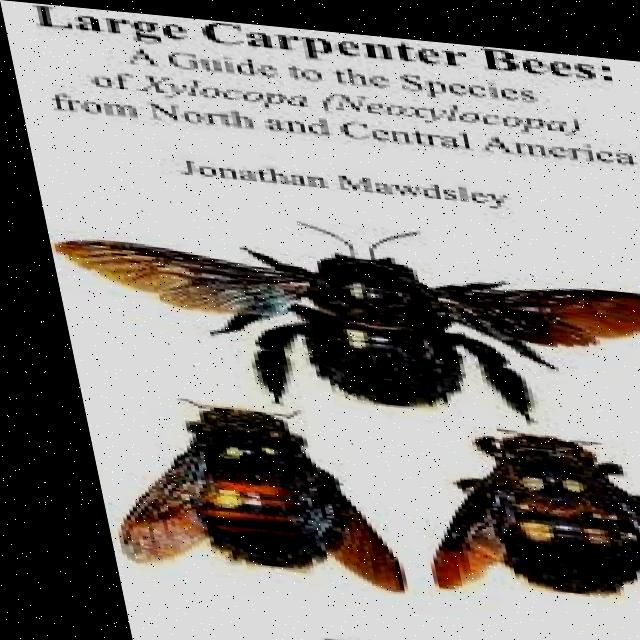 Large Carpenter Bees:
A Guide to the Species
of Xylocopa (Neoxylocopa)
from North and Central America
Jonathan Mawdsley